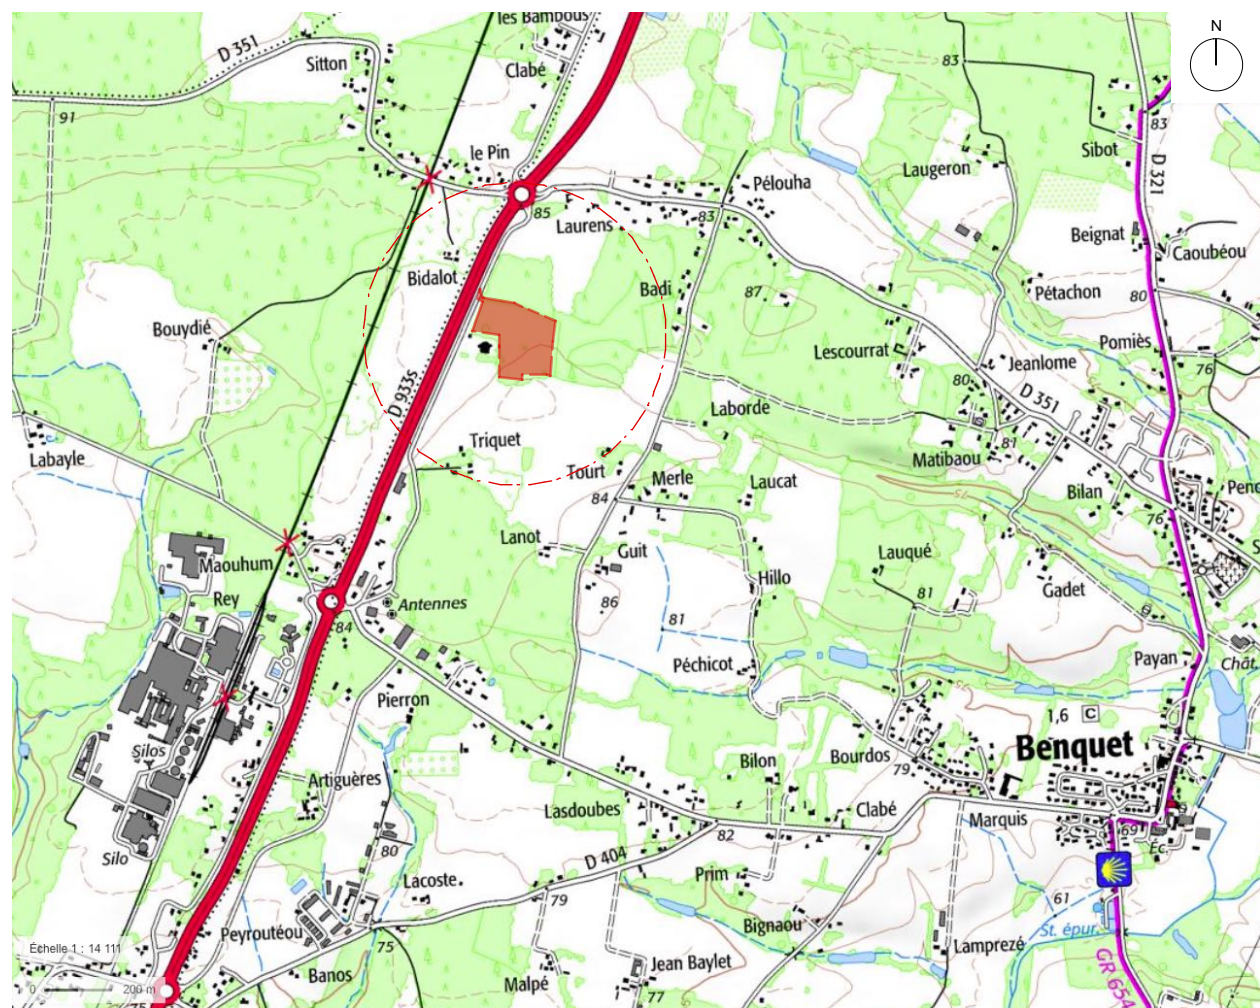 les Bambous
N
D 351
Sitton
Clabé
83
91
83
le Pin
Sibot
D 321
Laugeron
Pélouha
85
83
Laurens
Beignat
Caoubéou
Bidalot
Badi
87
Pétachon
80
Bouydié
Pomiès
Lescourrat
Jeanlome
76
80
D 933s
D 351
Laborde
Triquet
81
Labayle
Matibaou
Tourt
Merle
Laucat
84
Bilan
75
76
Lanot
Guit
Lauqué
Maouhum
Hillo
Gadet
Rey
86
81
Antennes
81
84
Payan
Péchicot
Chât.
Pierron
1,6
C
Benquet
Silos
Bourdos
Bilon
79
Artiguères
Lasdoubes
Clabé
Marquis
82
69
Éc.
Silo
80
D 404
Lacoste
Prim
79
61
Bignaou
St. épur.
Peyroutéou
75
Lamprezé
Échelle 1 : 14 111
Jean Baylet
Banos
Malpé
GR 654
0
200 m
77
75